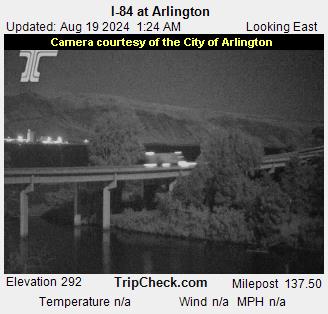 I-84 at Arlington
Updated: Aug 19 2024 1:24 AM Looking East
Camera courtesy of the City of Arlington
Elevation 292 TripCheck.com Milepost 137.50
Temperature n/a Wind n/a MPH n/a